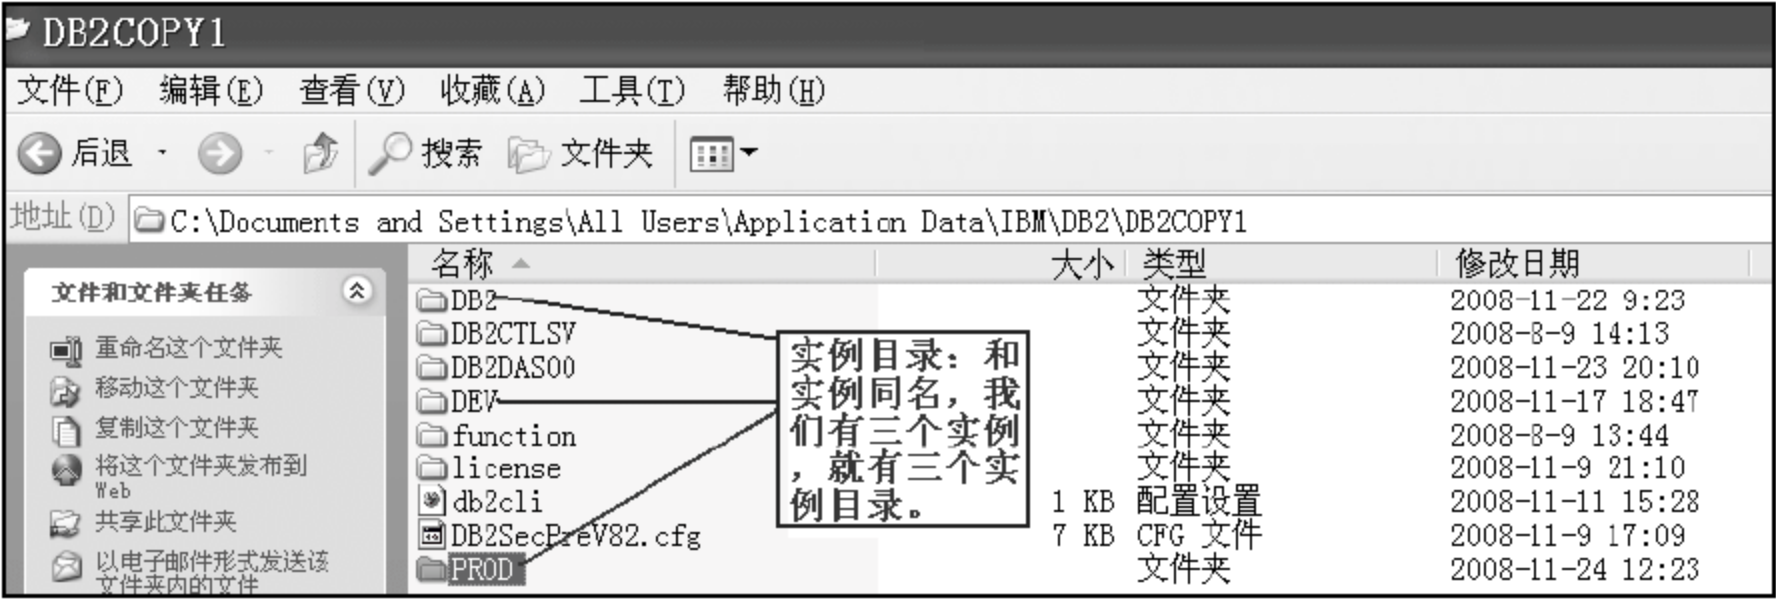 DB2COPY1
文件(F) 编辑(E) 查看(V) 收藏(A) 工具(T) 帮助(H)
后退 搜索 文件夹
地址(D) C:\Documents and Settings\All Users\Application Data\IBM\DB2\DB2COPY1
文件和文件夹任务
重命名这个文件夹
移动这个文件夹
复制这个文件夹
将这个文件夹发布到
Web
共享此文件夹
以电子邮件形式发送该
文件夹内的文件
名称 大小 类型 修改日期
DB2 文件夹 2008-11-22 9:23
DB2CTLSV 文件夹 2008-8-9 14:13
DB2DAS00 文件夹 2008-11-23 20:10
DEV 文件夹 2008-11-17 18:47
function 文件夹 2008-8-9 13:44
license 文件夹 2008-11-9 21:10
db2cli 1 KB 配置设置 2008-11-11 15:28
DB2SecPreV82.cfg 7 KB CFG 文件 2008-11-9 17:09
PROD 文件夹 2008-11-24 12:23
实例目录：和
实例同名，我
们有三个实例
，就有三个实
例目录。